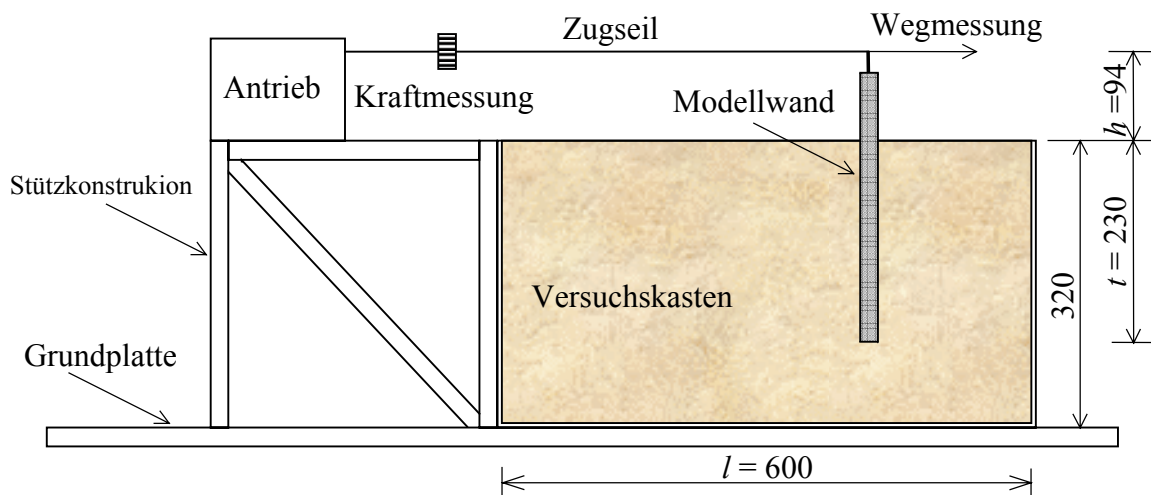 Zugseil
Wegmessung
Antrieb
Kraftmessung
Modellwand
h =94
Stützkonstrukion
t = 230
Versuchskasten
320
Grundplatte
l = 600